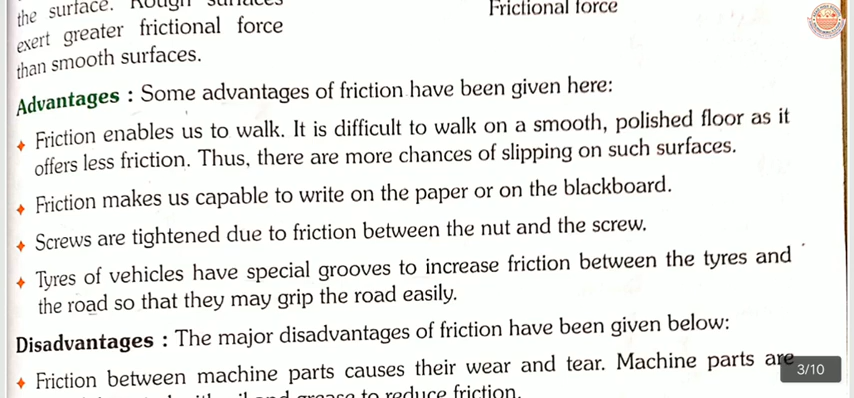 the surface. Rough surfaces
Frictional force
exert greater frictional force
than smooth surfaces.
Advantages : Some advantages of friction have been given here:
Friction enables us to walk. It is difficult to walk on a smooth, polished floor as it
offers less friction. Thus, there are more chances of slipping on such surfaces.
Friction makes us capable to write on the paper or on the blackboard.
Screws are tightened due to friction between the nut and the screw.
Tyres of vehicles have special grooves to increase friction between the tyres and
the road so that they may grip the road easily.
Disadvantages : The major disadvantages of friction have been given below:
Friction between machine parts causes their wear and tear. Machine parts are
3/10
with oil and grease to reduce friction.